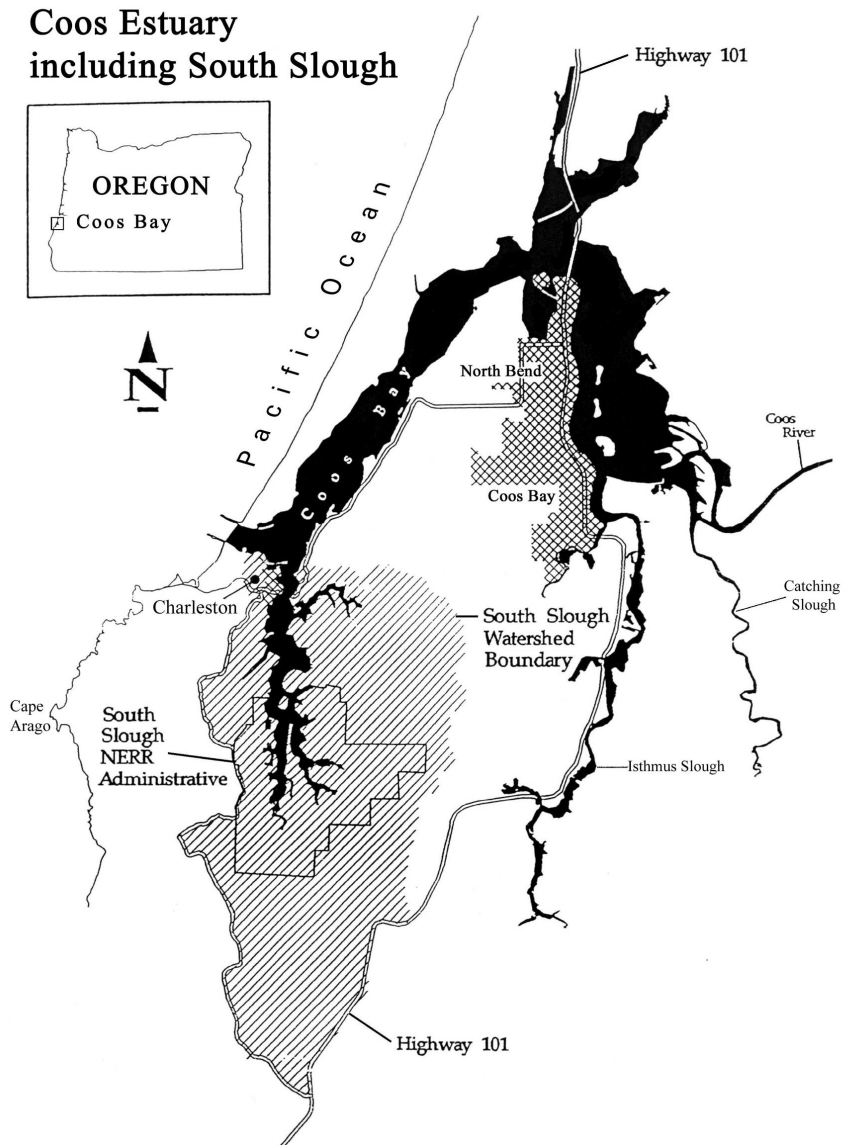 Coos Estuary
including South Slough
Highway 101
OREGON
Coos Bay
Pacific Ocean
N
North Bend
Coos Bay
Coos
River
Coos Bay
Charleston
South Slough
Watershed
Boundary
Catching
Slough
Cape
Arago
South
Slough
NERR
Administrative
Isthmus Slough
Highway 101